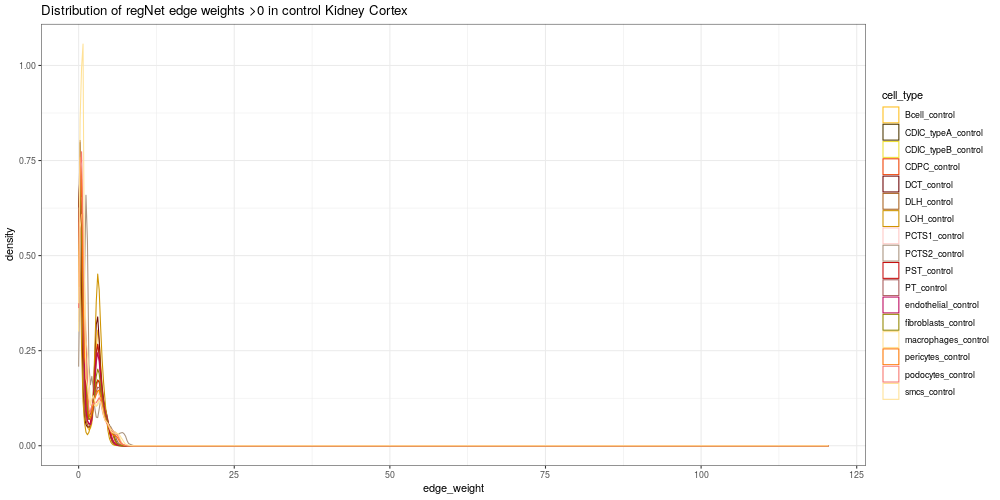 Distribution of regNet edge weights >0 in control Kidney Cortex
density
1.00
0.75
0.50
0.25
0.00
0
25
50
75
100
125
edge_weight
cell_type
Bcell_control
CDIC_typeA_control
CDIC_typeB_control
CDPC_control
DCT_control
DLH_control
LOH_control
PCTS1_control
PCTS2_control
PST_control
PT_control
endothelial_control
fibroblasts_control
macrophages_control
pericytes_control
podocytes_control
smcs_control